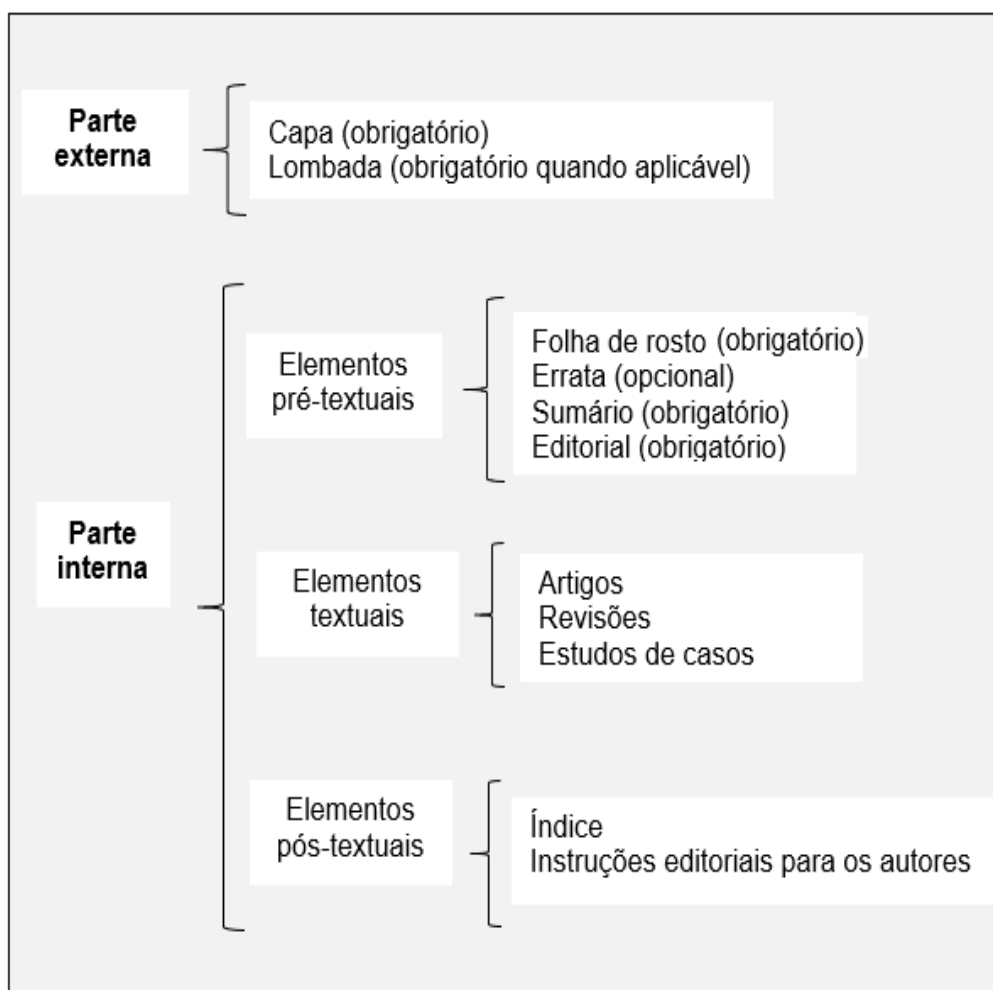 Parte
externa
Capa (obrigatório)
Lombada (obrigatório quando aplicável)
Parte
interna
Elementos
pré-textuais
Folha de rosto (obrigatório)
Errata (opcional)
Sumário (obrigatório)
Editorial (obrigatório)
Elementos
textuais
Artigos
Revisões
Estudos de casos
Elementos
pós-textuais
Índice
Instruções editoriais para os autores